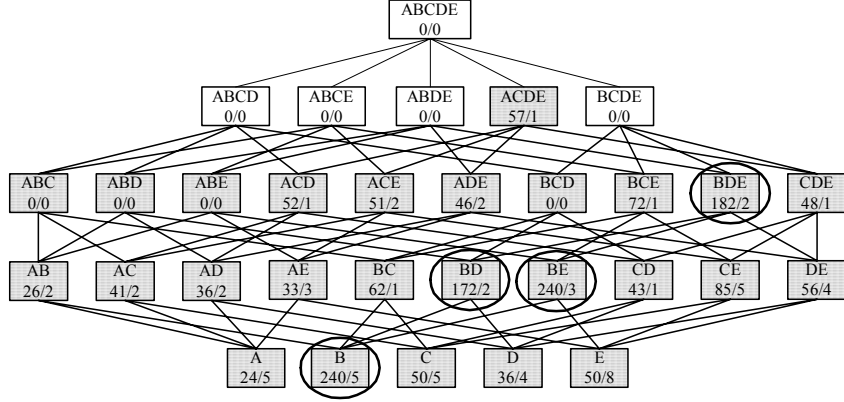 ABCDE
0/0
ABCD
0/0
ABCE
0/0
ABDE
0/0
ACDE
57/1
BCDE
0/0
ABC
0/0
ABD
0/0
ABE
0/0
ACD
52/1
ACE
51/2
ADE
46/2
BCD
0/0
BCE
72/1
BDE
182/2
CDE
48/1
AB
26/2
AC
41/2
AD
36/2
AE
33/3
BC
62/1
BD
172/2
BE
240/3
CD
43/1
CE
85/5
DE
56/4
A
24/5
B
240/5
C
50/5
D
36/4
E
50/8